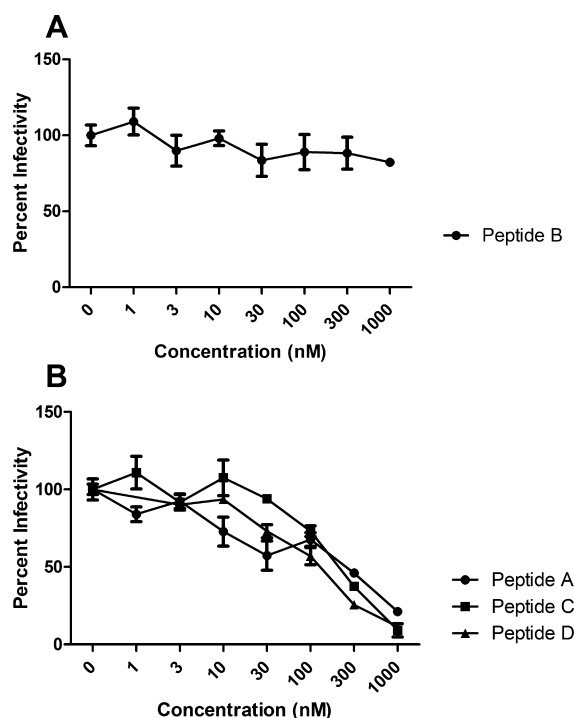 A
150
100
50
0
Percent Infectivity
0 1 3 10 30 100 300 1000
Concentration (nM)
Peptide B
B
150
100
50
0
Percent Infectivity
0 1 3 10 30 100 300 1000
Concentration (nM)
Peptide A
Peptide C
Peptide D